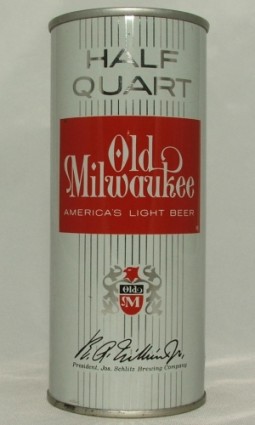 HALF
QUART
Old
Milwaukee
AMERICA'S LIGHT BEER
Old
M
President, Jos. Schlitz Brewing Company